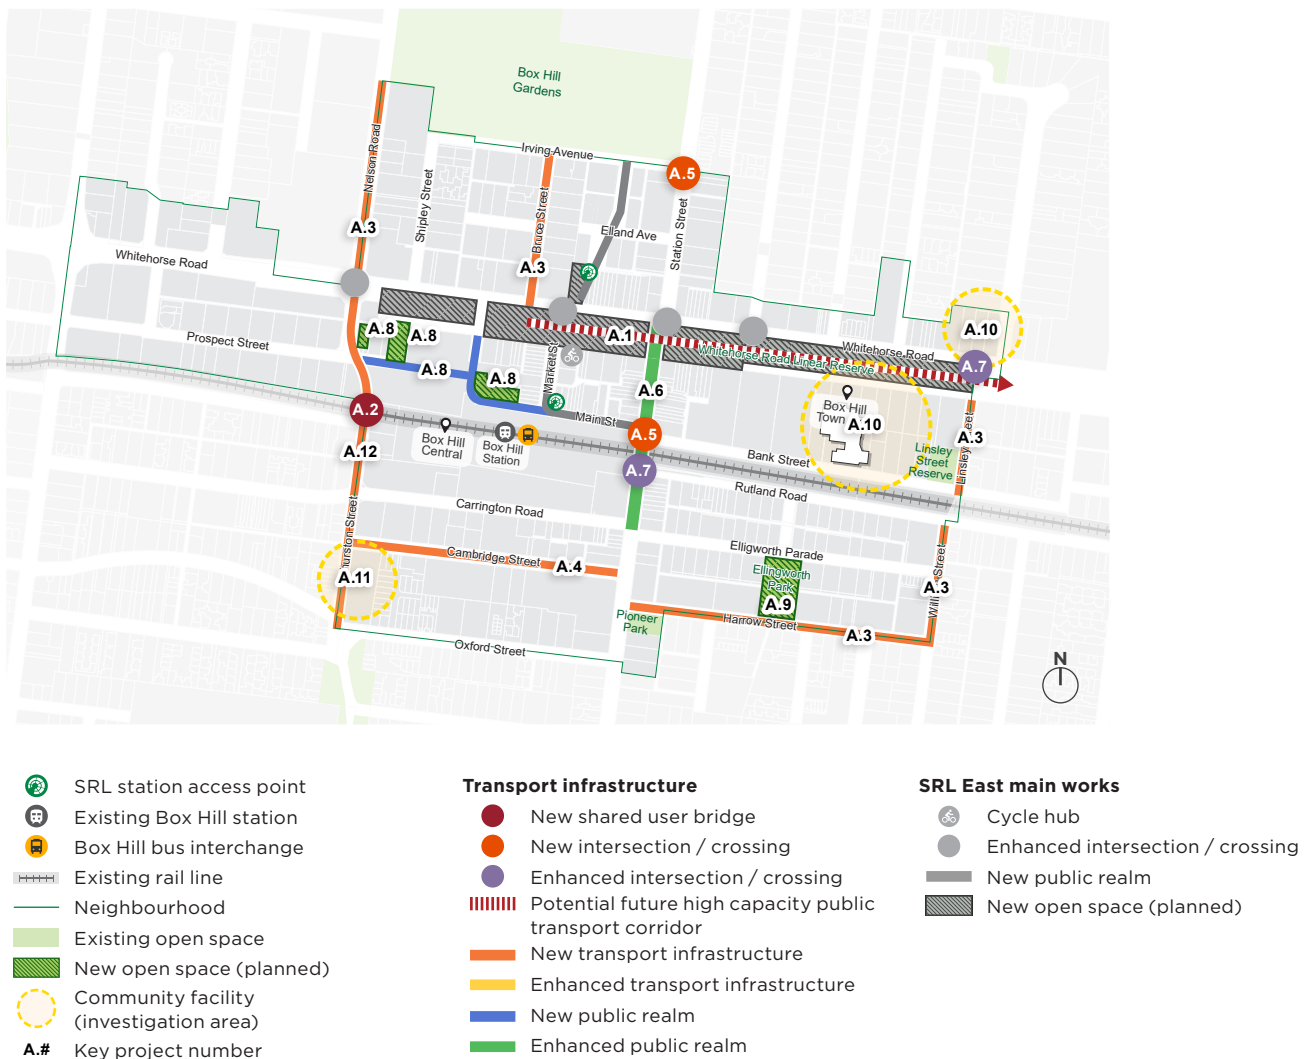 Box Hill
Gardens
Irving Avenue
A.5
Nelson Road
Shipley Street
Bruce Street
Elland Ave
Station Street
A.3
A.3
Whitehorse Road
A.10
A.8
A.8
A.1
Whitehorse Road
Prospect Street
Whitehorse Road Linear Reserve
A.7
A.8
A.8
Market St
A.6
A.2
Main St
Box Hill
Town
A.10
A.5
A.3
A.12
Box Hill
Central
Box Hill
Station
Bank Street
Linsley
Street
Reserve
Linsley Street
A.7
Rutland Road
Carrington Road
Thurston Street
Cambridge Street
A.4
Elligworth Parade
A.11
Ellingworth
Park
A.9
A.3
Street
Pioneer
Park
Harrow Street
A.3
Oxford Street
N
SRL station access point
Existing Box Hill station
Box Hill bus interchange
Existing rail line
Neighbourhood
Existing open space
New open space (planned)
Community facility
(investigation area)
A.# Key project number
Transport infrastructure
New shared user bridge
New intersection / crossing
Enhanced intersection / crossing
Potential future high capacity public
transport corridor
New transport infrastructure
Enhanced transport infrastructure
New public realm
Enhanced public realm
SRL East main works
Cycle hub
Enhanced intersection / crossing
New public realm
New open space (planned)